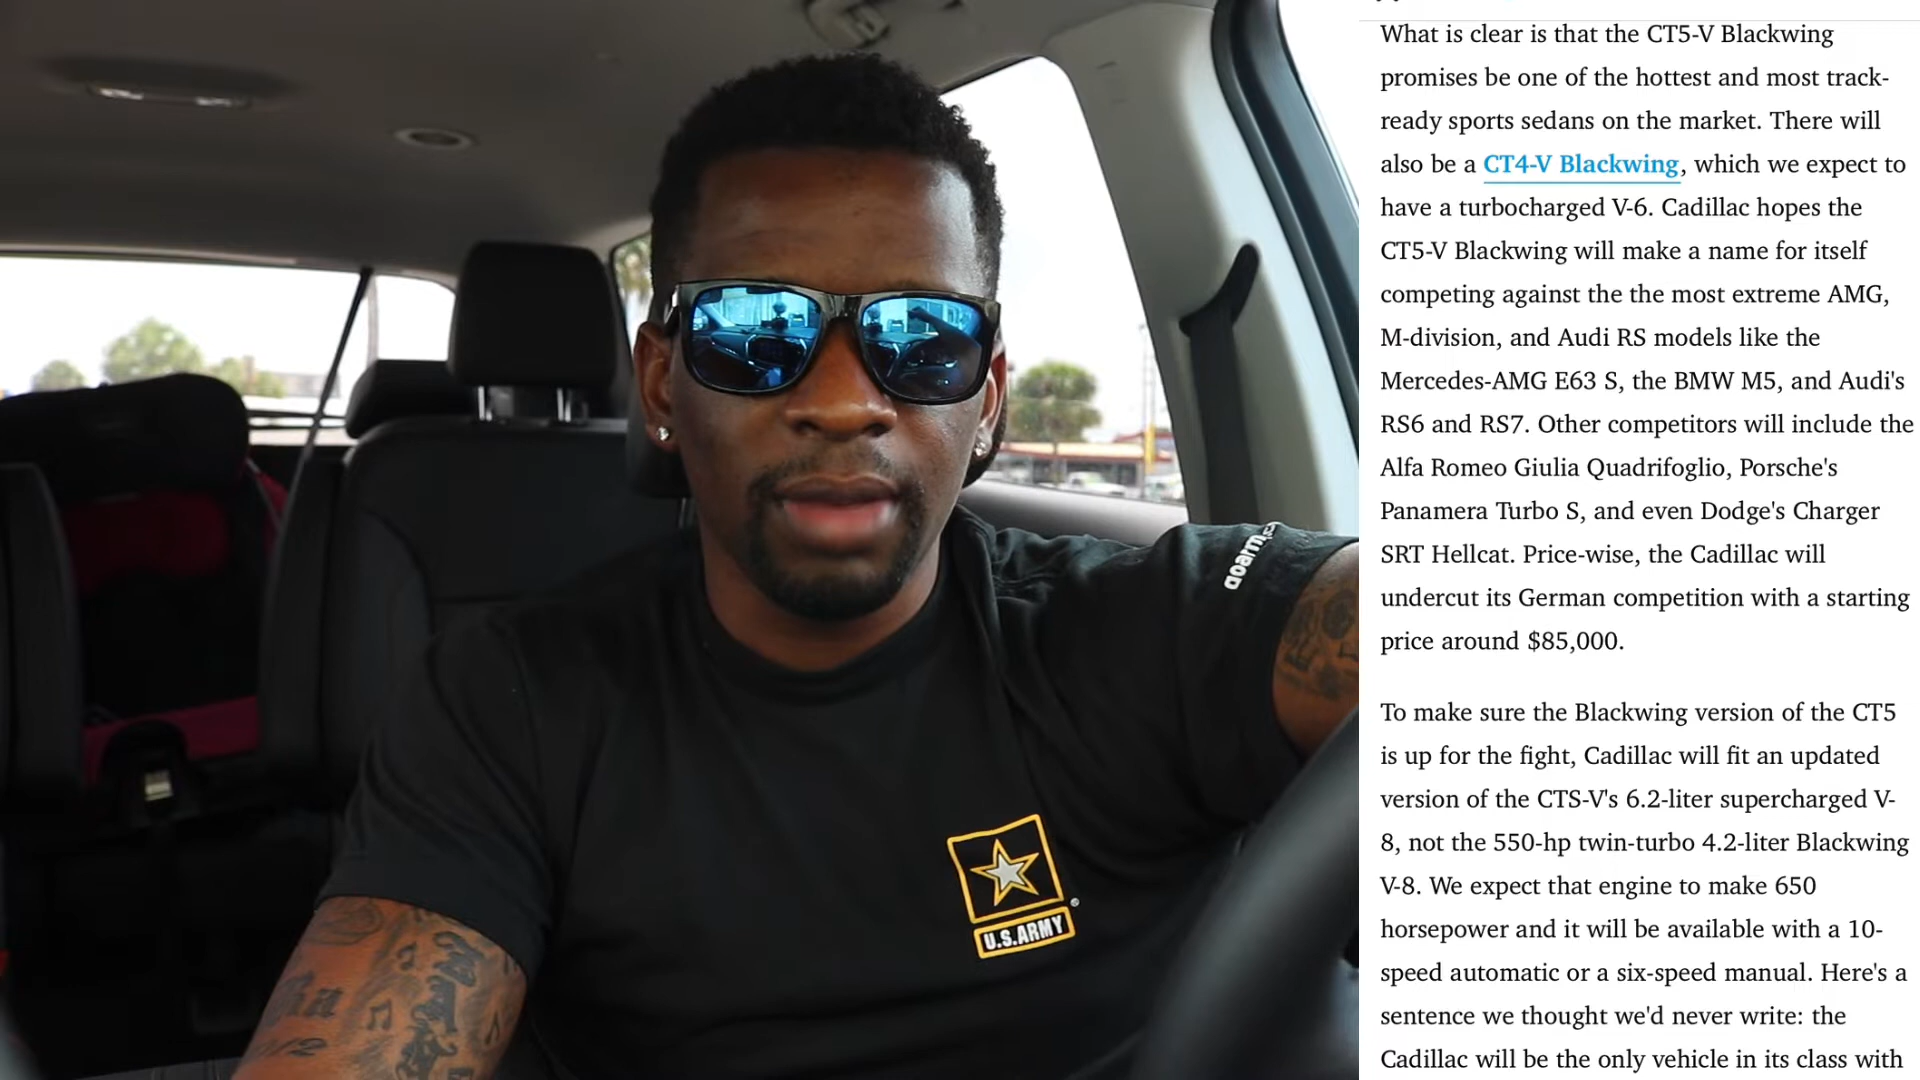 What is clear is that the CT5-V Blackwing
promises be one of the hottest and most track-
ready sports sedans on the market. There will
also be a CT4-V Blackwing, which we expect to
have a turbocharged V-6. Cadillac hopes the
CT5-V Blackwing will make a name for itself
competing against the the most extreme AMG,
M-division, and Audi RS models like the
Mercedes-AMG E63 S, the BMW M5, and Audi's
RS6 and RS7. Other competitors will include the
Alfa Romeo Giulia Quadrifoglio, Porsche's
Panamera Turbo S, and even Dodge's Charger
SRT Hellcat. Price-wise, the Cadillac will
undercut its German competition with a starting
price around $85,000.
To make sure the Blackwing version of the CT5
is up for the fight, Cadillac will fit an updated
version of the CTS-V's 6.2-liter supercharged V-
8, not the 550-hp twin-turbo 4.2-liter Blackwing
V-8. We expect that engine to make 650
horsepower and it will be available with a 10-
speed automatic or a six-speed manual. Here's a
sentence we thought we'd never write: the
Cadillac will be the only vehicle in its class with
U.S.ARMY®